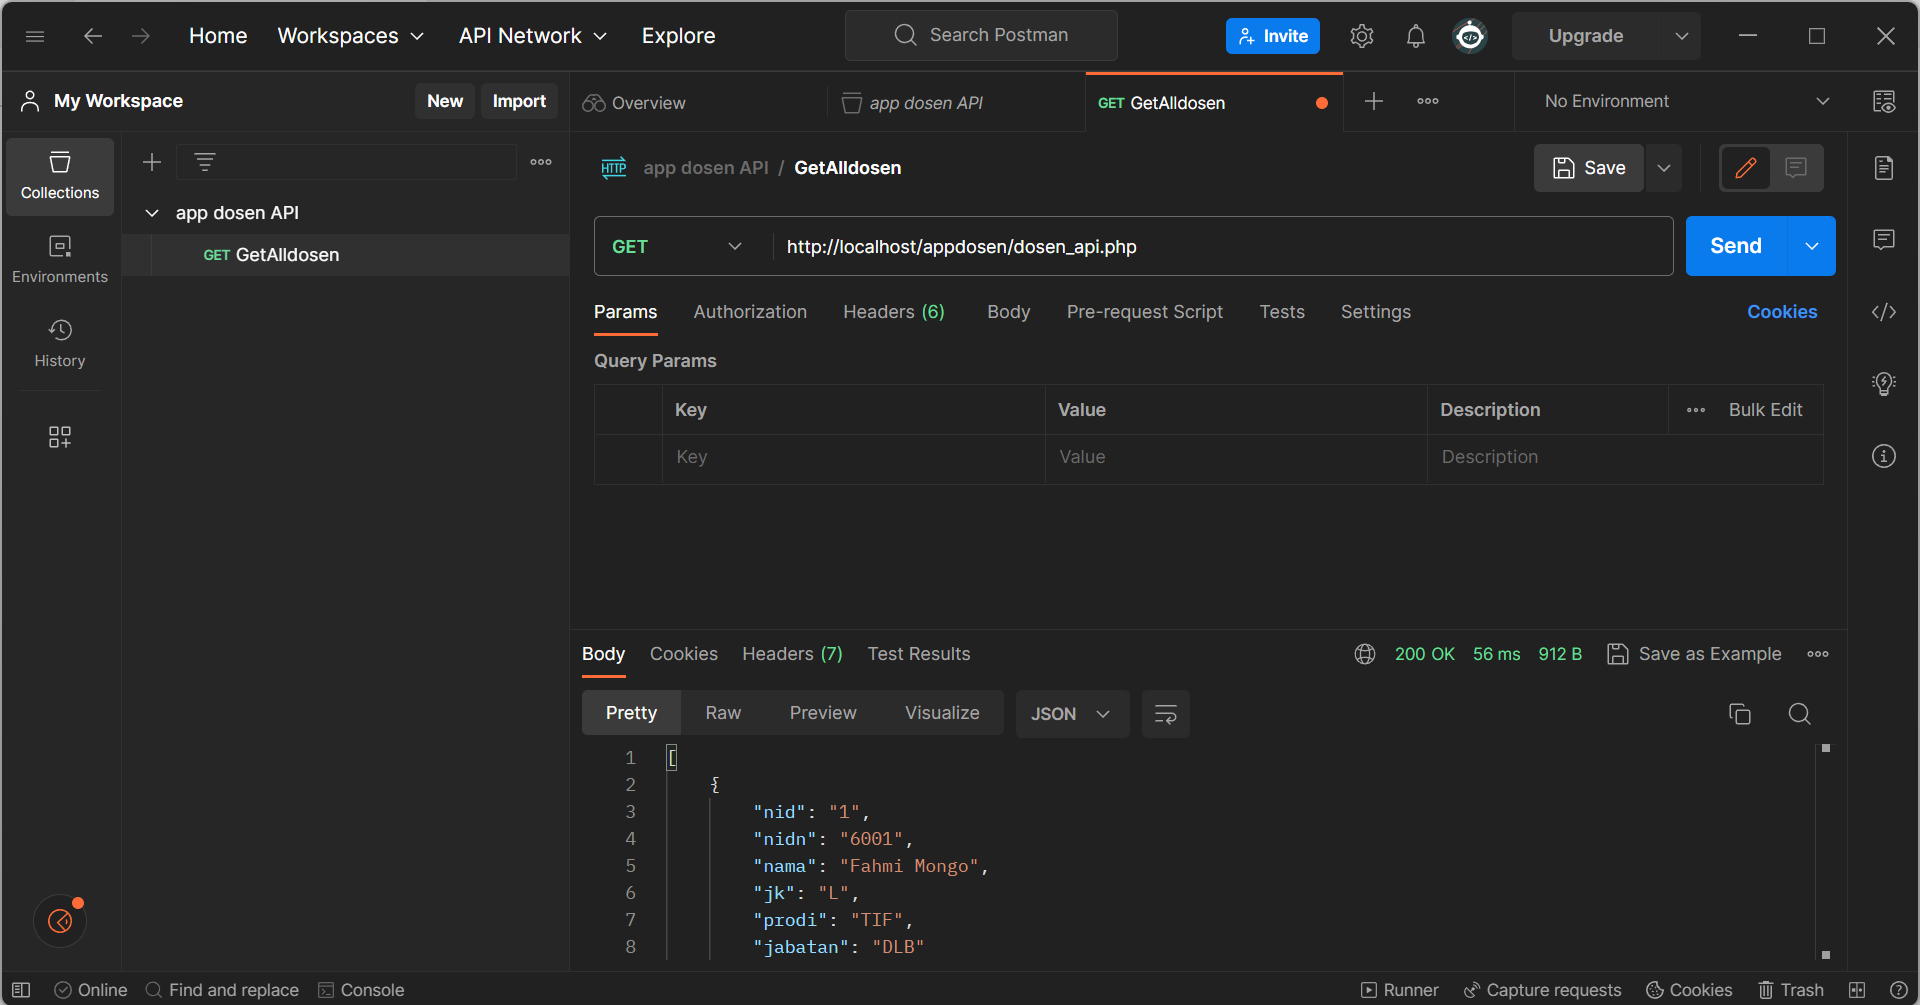 Home Workspaces API Network Explore Search Postman Invite Upgrade
My Workspace New Import Overview app dosen API GET GetAlldosen No Environment
Collections
Environments
History
app dosen API
GET GetAlldosen
HTTP app dosen API / GetAlldosen Save
GET http://localhost/appdosen/dosen_api.php Send
Params Authorization Headers (6) Body Pre-request Script Tests Settings Cookies
Query Params
Key Value Description Bulk Edit
Key Value Description
Body Cookies Headers (7) Test Results 200 OK 56 ms 912 B Save as Example
Pretty Raw Preview Visualize JSON
1 [
2 {
3 "nid": "1",
4 "nidn": "6001",
5 "nama": "Fahmi Mongo",
6 "jk": "L",
7 "prodi": "TIF",
8 "jabatan": "DLB"
Online Find and replace Console Runner Capture requests Cookies Trash